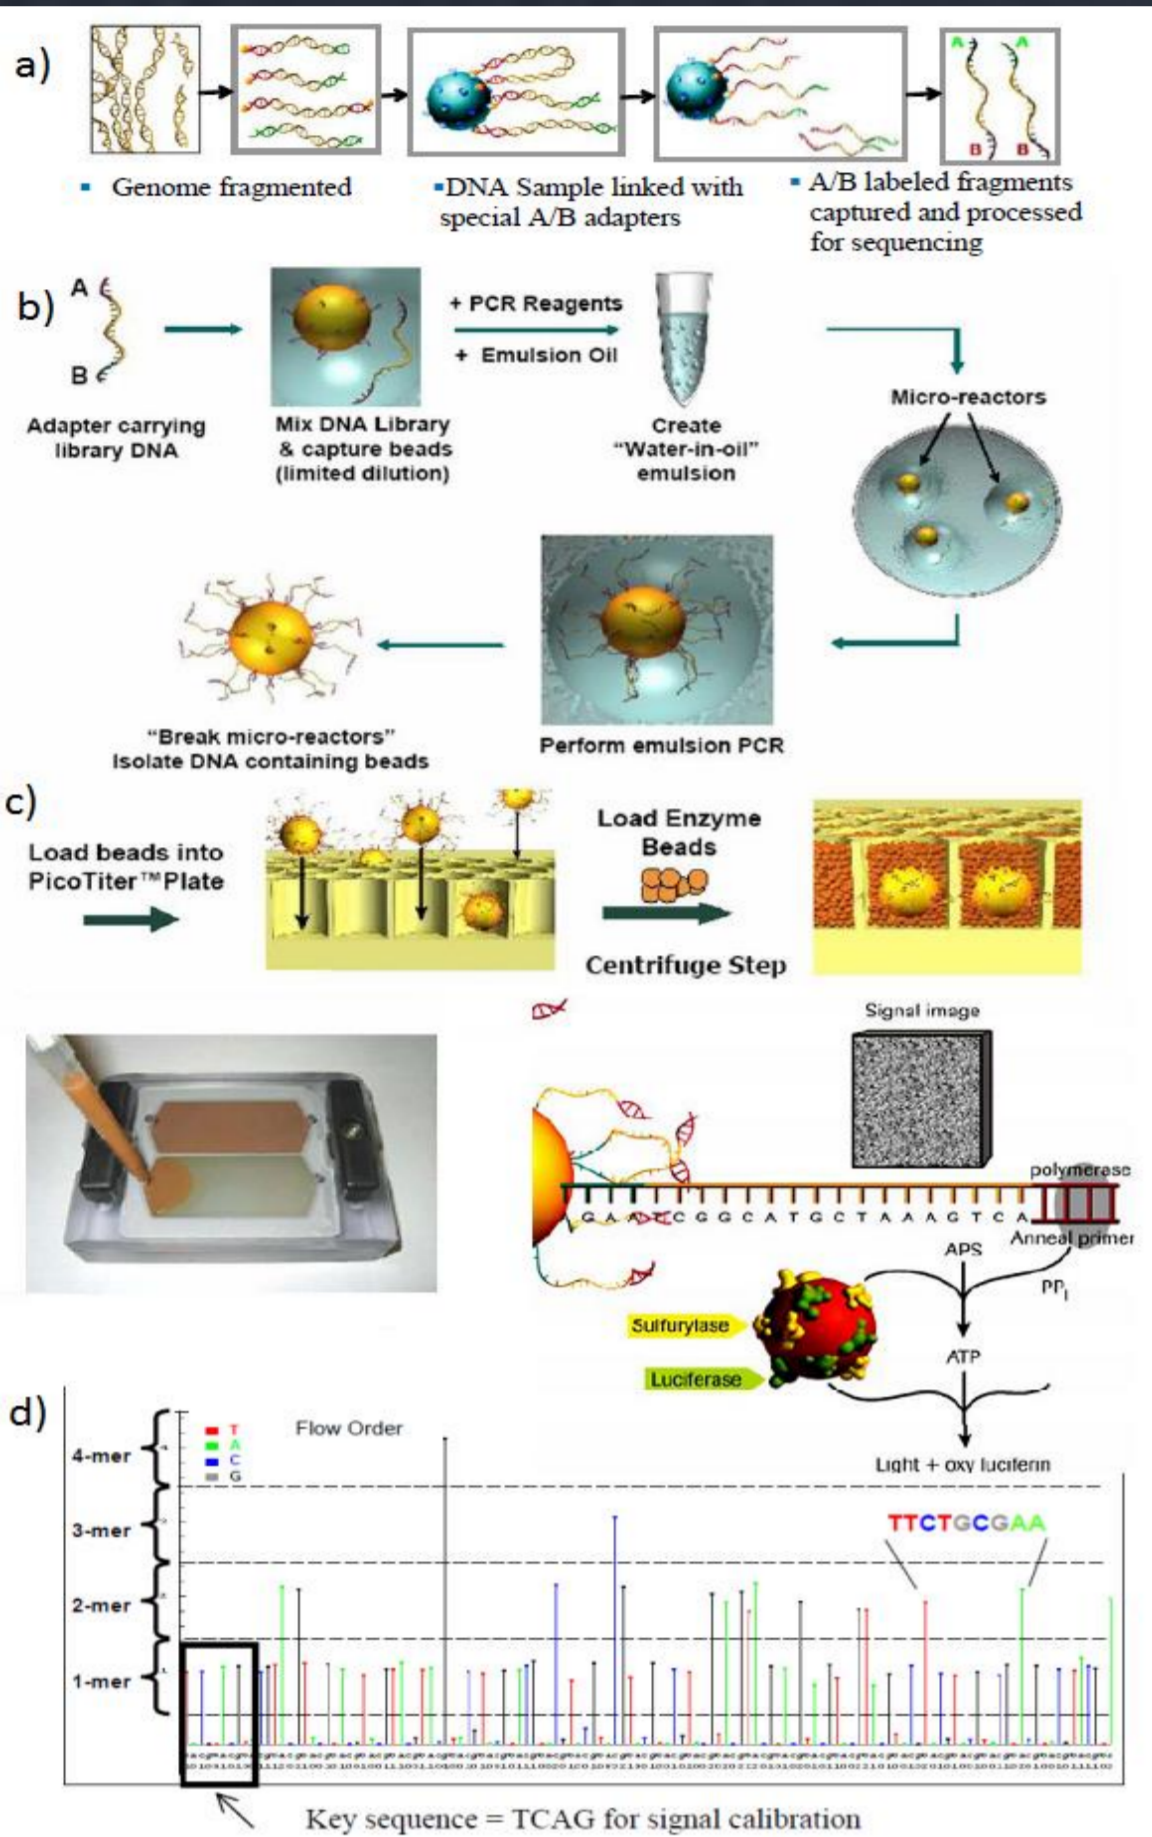 a)
A A
B B
▪ Genome fragmented
▪DNA Sample linked with
special A/B adapters
▪ A/B labeled fragments
captured and processed
for sequencing
b)
A
B
Adapter carrying
library DNA
Mix DNA Library
& capture beads
(limited dilution)
+ PCR Reagents
+ Emulsion Oil
Create
“Water-in-oil”
emulsion
Micro-reactors
Perform emulsion PCR
“Break micro-reactors”
Isolate DNA containing beads
c)
Load beads into
PicoTiter™Plate
Load Enzyme
Beads
Centrifuge Step
Signal image
polymerase
G A A T C G G C A T G C T A A A G T C A
Anneal primer
APS
PPi
Sulfurylase
Luciferase
ATP
Light + oxy luciferin
d)
4-mer
3-mer
2-mer
1-mer
T
A
C
G
Flow Order
TTCTGCGAA
Key sequence = TCAG for signal calibration